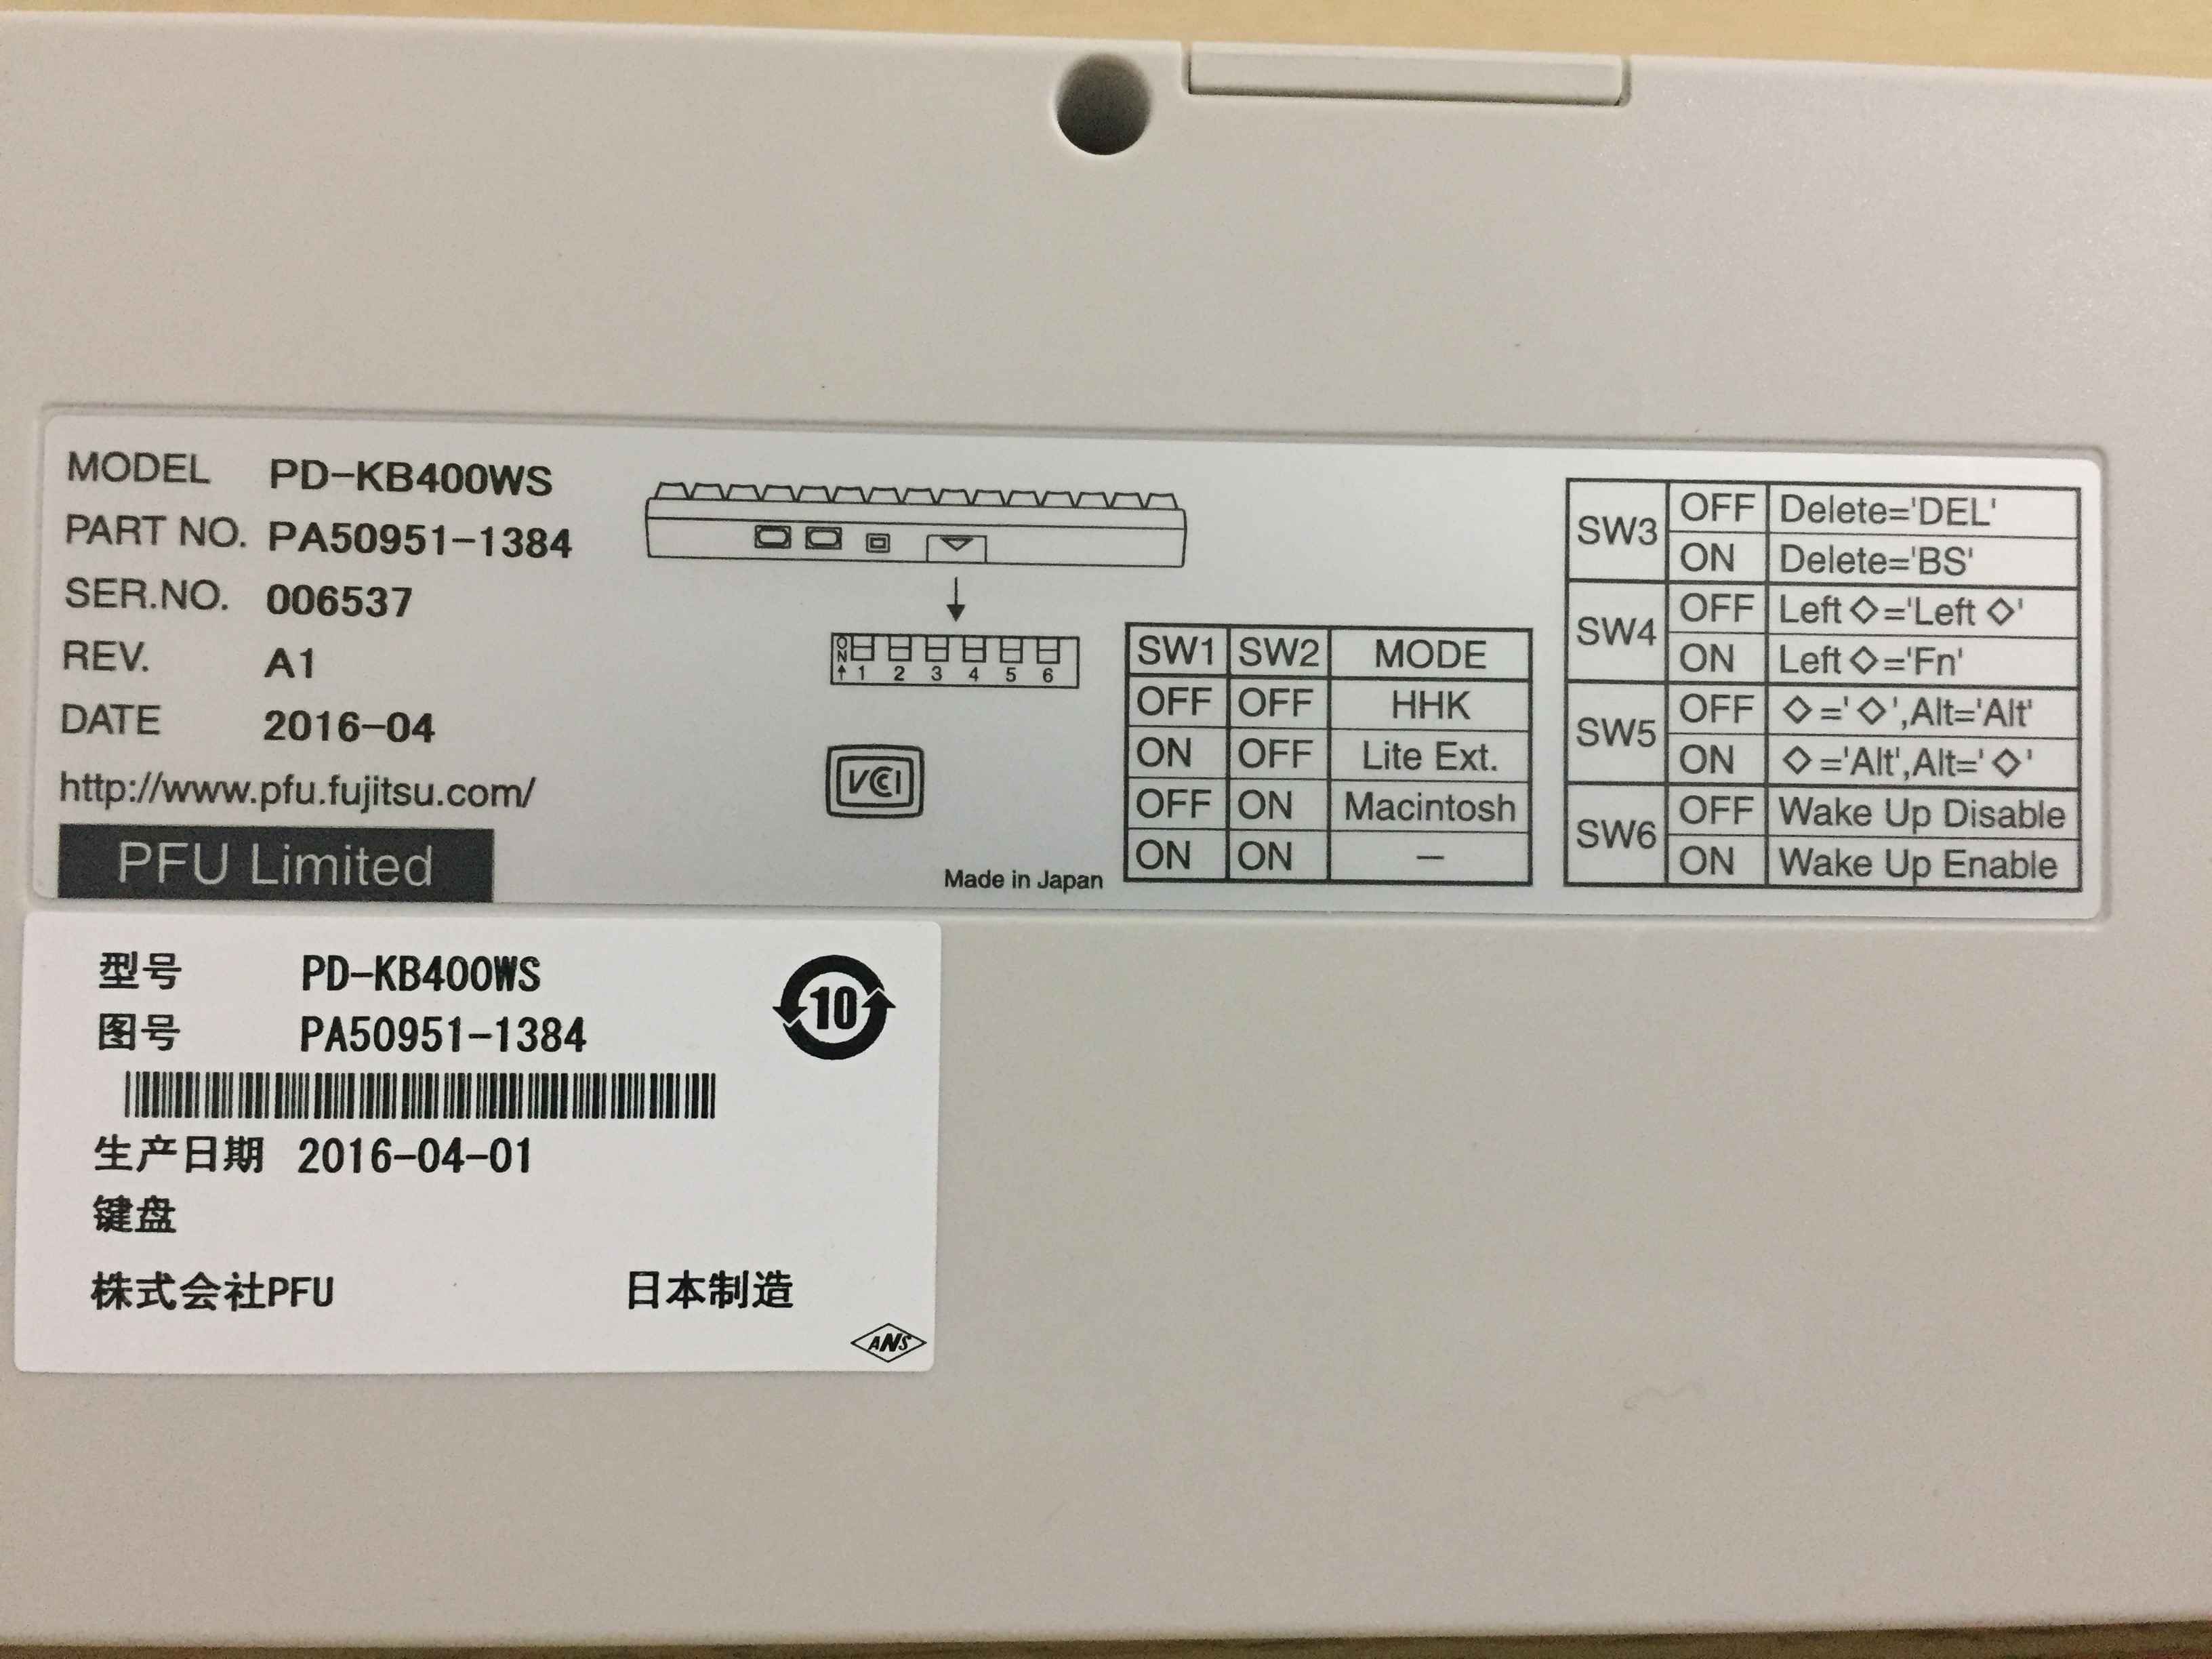 MODEL PD-KB400WS
PART NO. PA50951-1384
SER.NO. 006537
REV. A1
DATE 2016-04
http://www.pfu.fujitsu.com/
PFU Limited
ON
1 2 3 4 5 6
VCCI
Made in Japan
SW1 SW2 MODE
OFF OFF HHK
ON OFF Lite Ext.
OFF ON Macintosh
ON ON —
SW3 OFF Delete='DEL'
ON Delete='BS'
SW4 OFF Left ◇='Left ◇'
ON Left ◇='Fn'
SW5 OFF ◇='◇',Alt='Alt'
ON ◇='Alt',Alt='◇'
SW6 OFF Wake Up Disable
ON Wake Up Enable
型号 PD-KB400WS
10
图号 PA50951-1384
生产日期 2016-04-01
键盘
株式会社PFU 日本制造
ANS